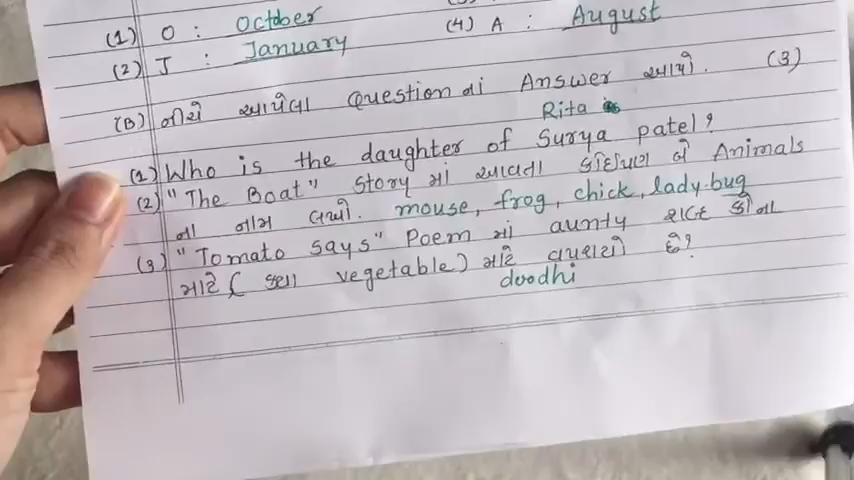 (1) O : October (4) A : August
(2) J : January
(B) નીચે આપેલા Question નાં Answer આપો. (3)
Rita
(1) Who is the daughter of Surya patel?
(2) "The Boat" story માં આવતા કોઈપણ બે Animals
ના નામ લખો. mouse, frog, chick, lady-bug
(3) "Tomato says" Poem માં aunty શબ્દ કોના
માટે ( કયા vegetable) માટે વપરાયો છે?
doodhi